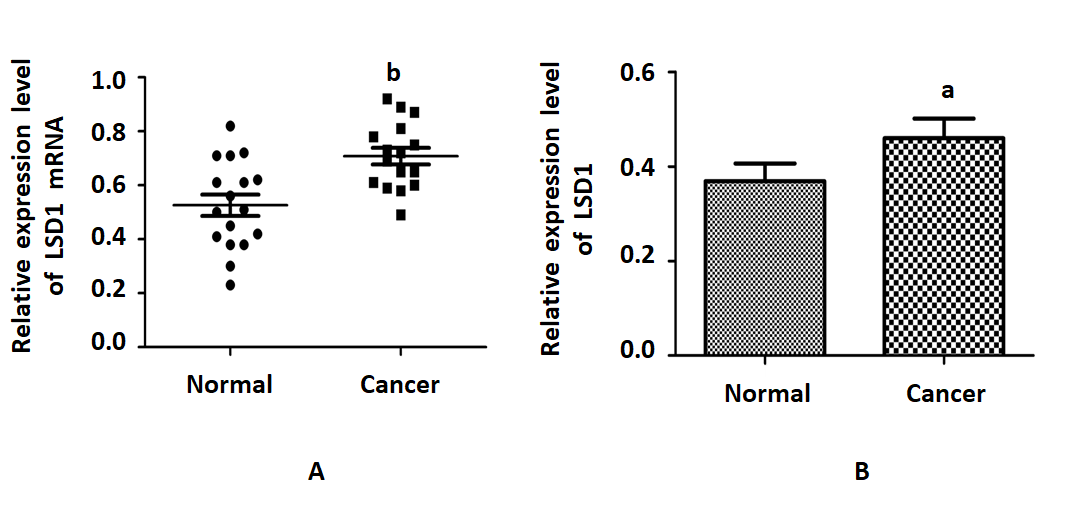 Relative expression level
of LSD1 mRNA
1.0
0.8
0.6
0.4
0.2
0.0
b
Normal
Cancer
A
Relative expression level
of LSD1
0.6
0.4
0.2
0.0
a
Normal
Cancer
B